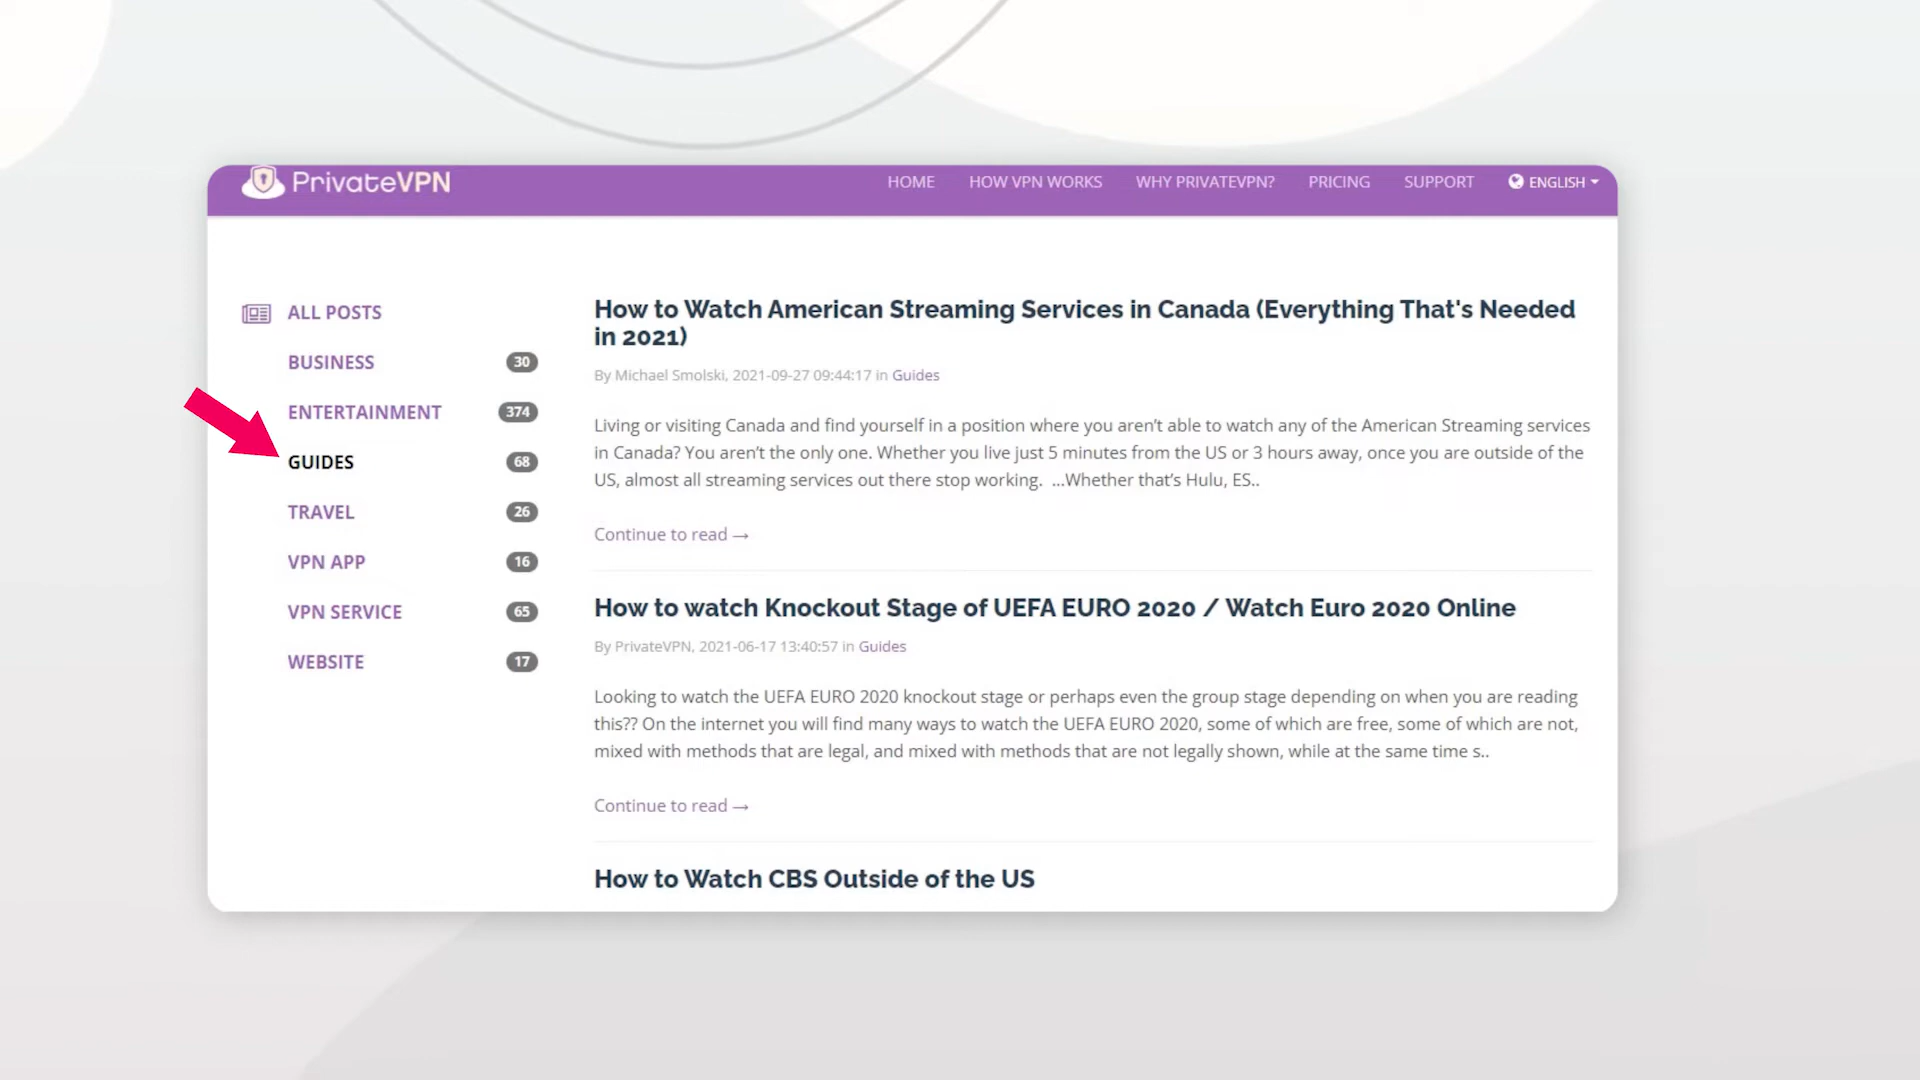 PrivateVPN
HOME HOW VPN WORKS WHY PRIVATEVPN? PRICING SUPPORT ENGLISH
ALL POSTS
BUSINESS 30
ENTERTAINMENT 374
GUIDES 68
TRAVEL 26
VPN APP 16
VPN SERVICE 65
WEBSITE 17
How to Watch American Streaming Services in Canada (Everything That's Needed
in 2021)
By Michael Smolski, 2021-09-27 09:44:17 in Guides
Living or visiting Canada and find yourself in a position where you aren’t able to watch any of the American Streaming services
in Canada? You aren’t the only one. Whether you live just 5 minutes from the US or 3 hours away, once you are outside of the
US, almost all streaming services out there stop working.  ...Whether that’s Hulu, ES..
Continue to read →
How to watch Knockout Stage of UEFA EURO 2020 / Watch Euro 2020 Online
By PrivateVPN, 2021-06-17 13:40:57 in Guides
Looking to watch the UEFA EURO 2020 knockout stage or perhaps even the group stage depending on when you are reading
this?? On the internet you will find many ways to watch the UEFA EURO 2020, some of which are free, some of which are not,
mixed with methods that are legal, and mixed with methods that are not legally shown, while at the same time s..
Continue to read →
How to Watch CBS Outside of the US